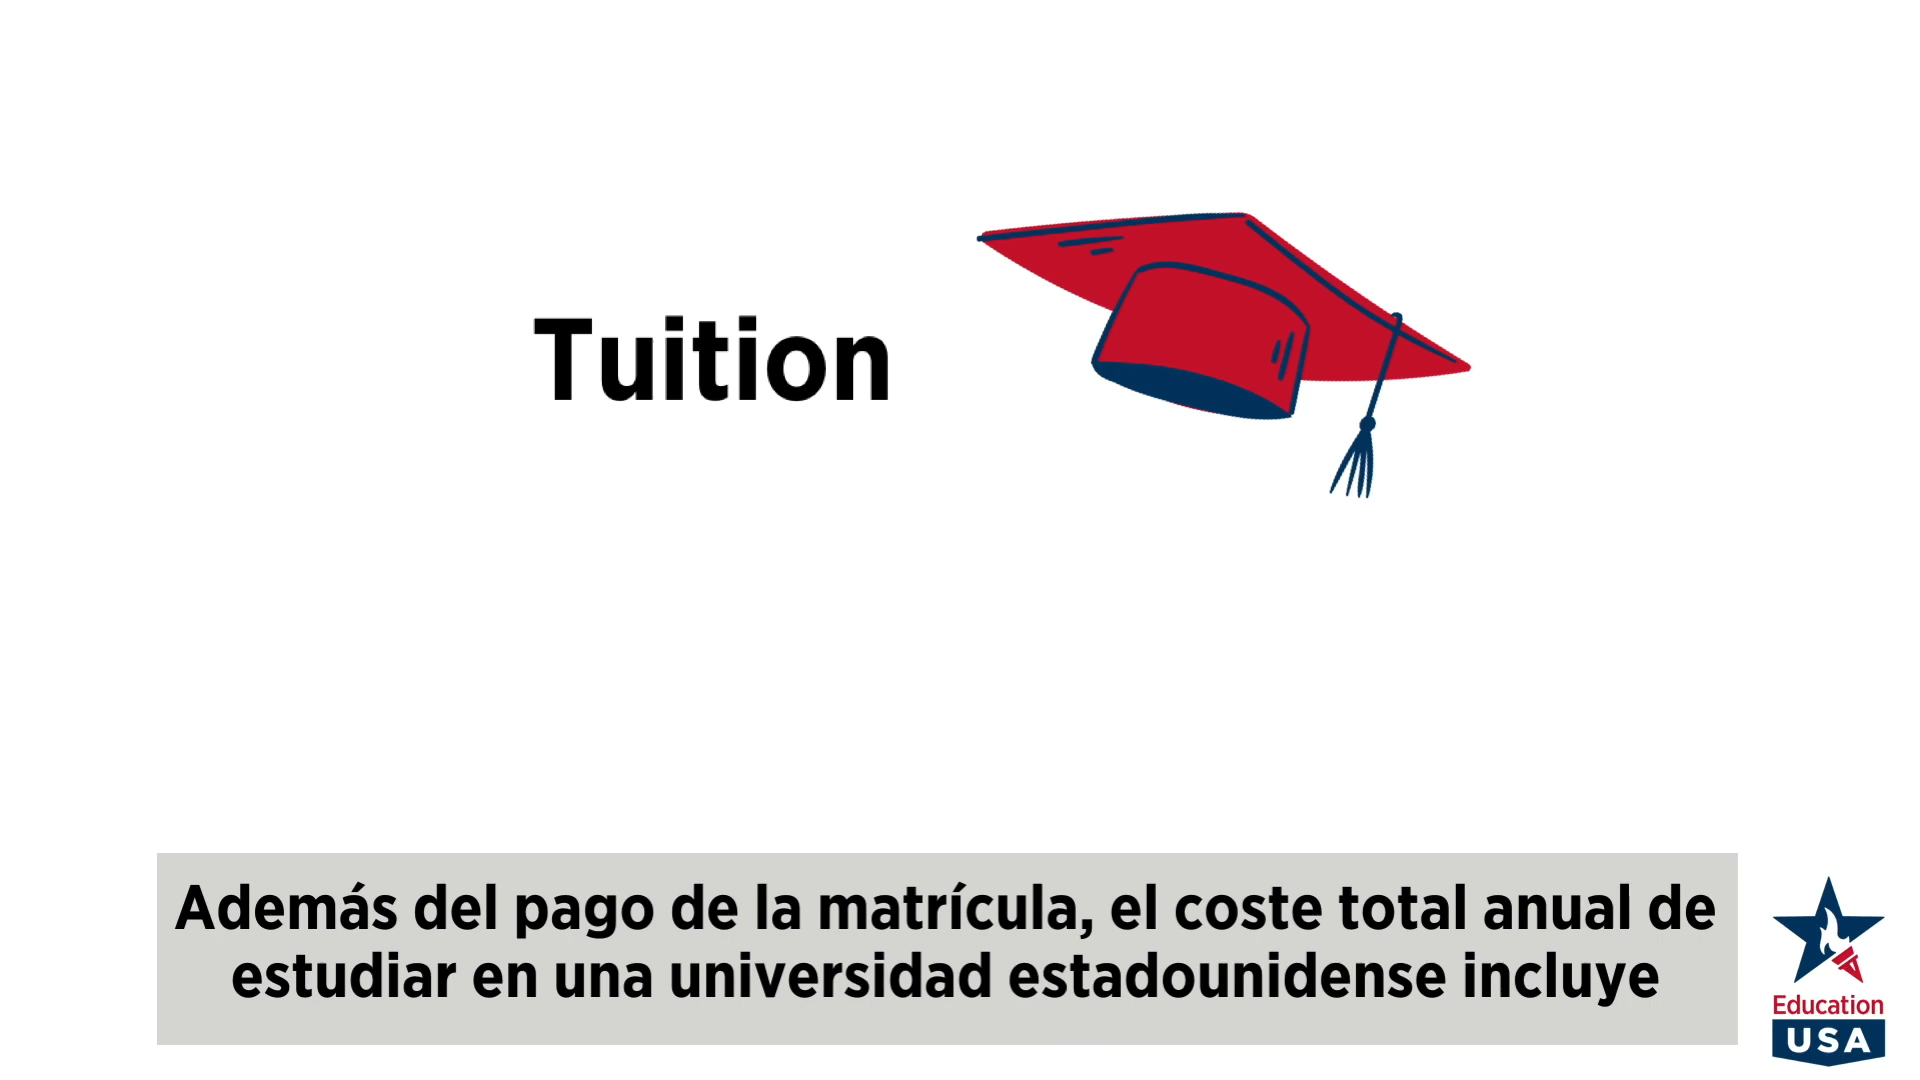 Tuition
Además del pago de la matrícula, el coste total anual de
estudiar en una universidad estadounidense incluye
Education
USA